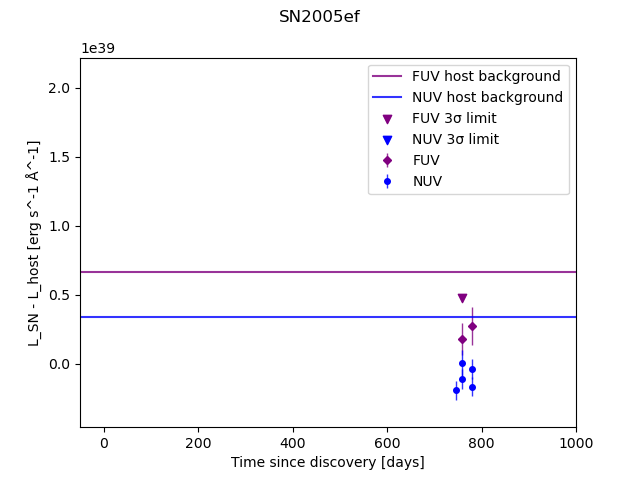 SN2005ef
1e39
2.0
1.5
1.0
0.5
0.0
L_SN - L_host [erg s^-1 Å^-1]
FUV host background
NUV host background
FUV 3σ limit
NUV 3σ limit
FUV
NUV
0 200 400 600 800 1000
Time since discovery [days]